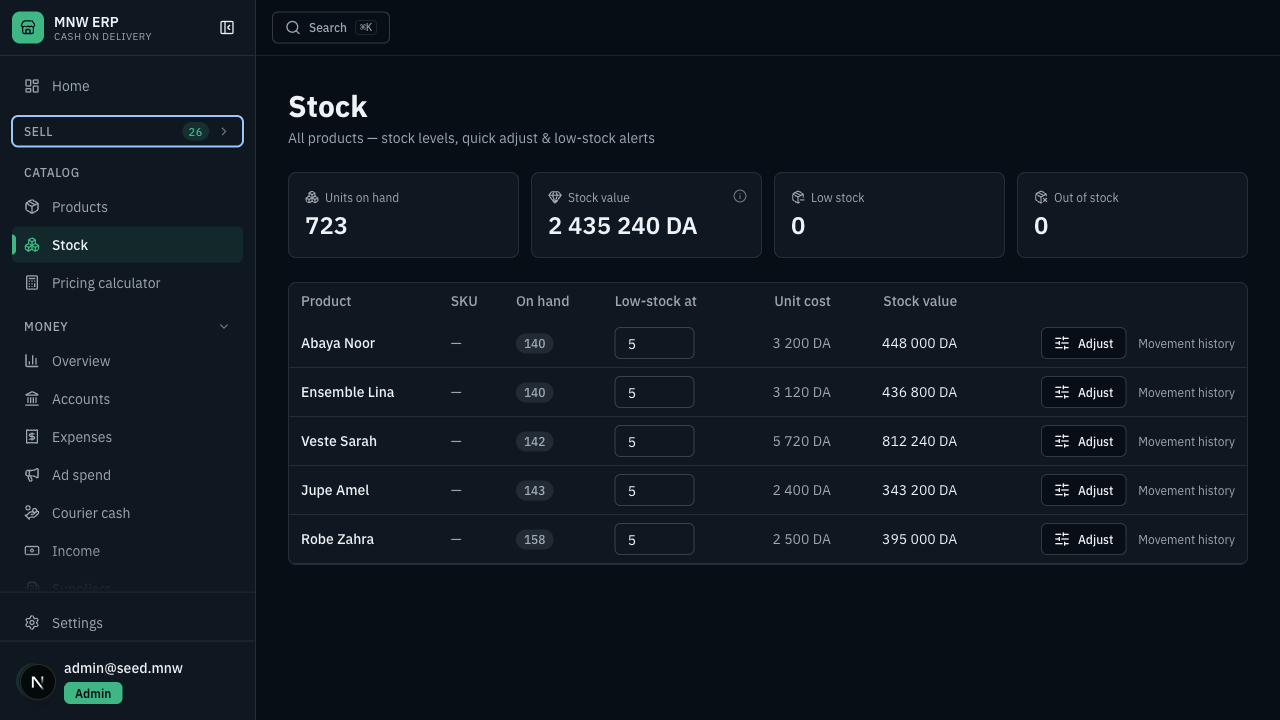 MNW ERP
CASH ON DELIVERY
Search ⌘K
Home
SELL 26
CATALOG
Products
Stock
Pricing calculator
MONEY
Overview
Accounts
Expenses
Ad spend
Courier cash
Income
Suppliers
Settings
N
admin@seed.mnw
Admin
Stock
All products — stock levels, quick adjust & low-stock alerts
Units on hand
723
Stock value
2 435 240 DA
Low stock
0
Out of stock
0
Product SKU On hand Low-stock at Unit cost Stock value
Abaya Noor — 140 5 3 200 DA 448 000 DA Adjust Movement history
Ensemble Lina — 140 5 3 120 DA 436 800 DA Adjust Movement history
Veste Sarah — 142 5 5 720 DA 812 240 DA Adjust Movement history
Jupe Amel — 143 5 2 400 DA 343 200 DA Adjust Movement history
Robe Zahra — 158 5 2 500 DA 395 000 DA Adjust Movement history